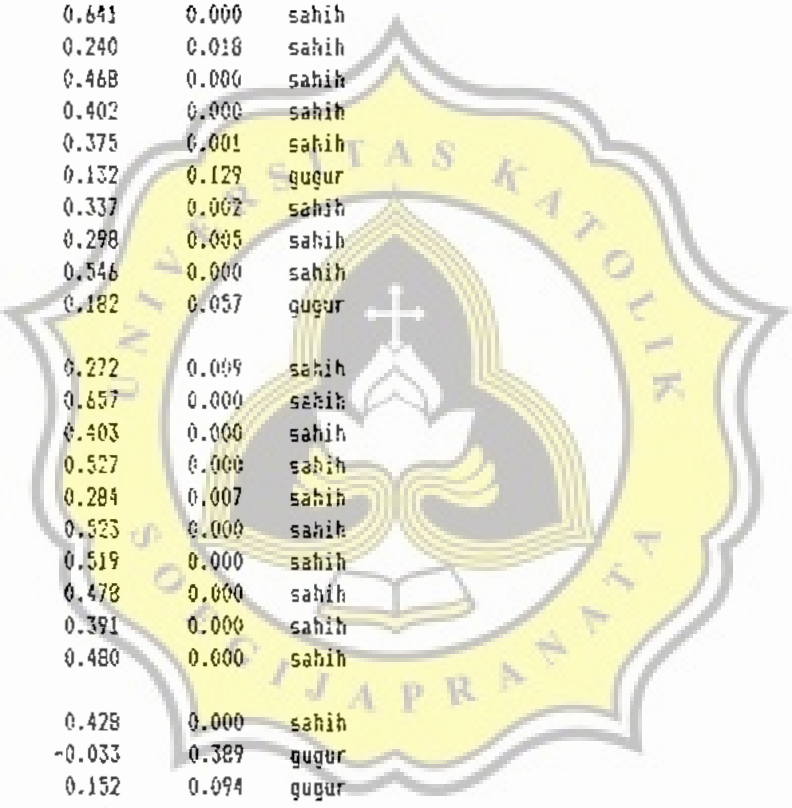 0.641 0.000 sahih
0.240 0.018 sahih
0.468 0.000 sahih
0.402 0.000 sahih
0.375 0.001 sahih
0.132 0.129 gugur
0.337 0.002 sahih
0.298 0.005 sahih
0.546 0.000 sahih
0.182 0.057 gugur
0.272 0.009 sahih
0.657 0.000 sahih
0.403 0.000 sahih
0.527 0.000 sahih
0.284 0.007 sahih
0.523 0.000 sahih
0.519 0.000 sahih
0.478 0.000 sahih
0.391 0.000 sahih
0.480 0.000 sahih
0.428 0.000 sahih
-0.033 0.389 gugur
0.152 0.094 gugur
UNIVERSITAS KATOLIK
SOEGIJAPRANATA